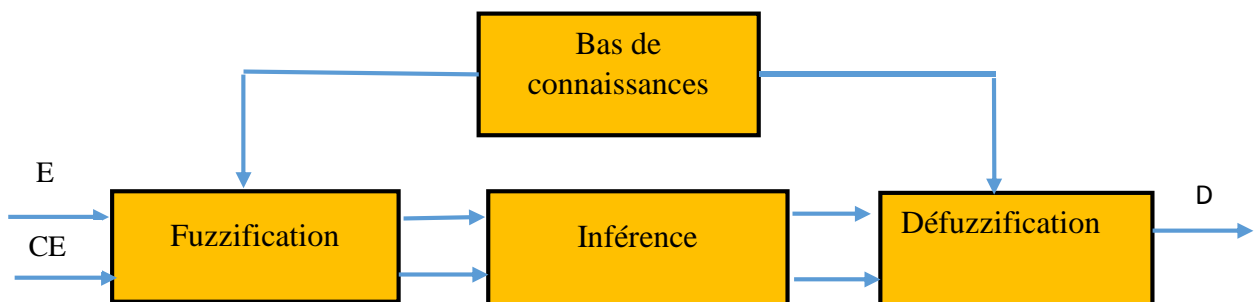 Bas de
connaissances
E
CE
Fuzzification
Inférence
Défuzzification
D